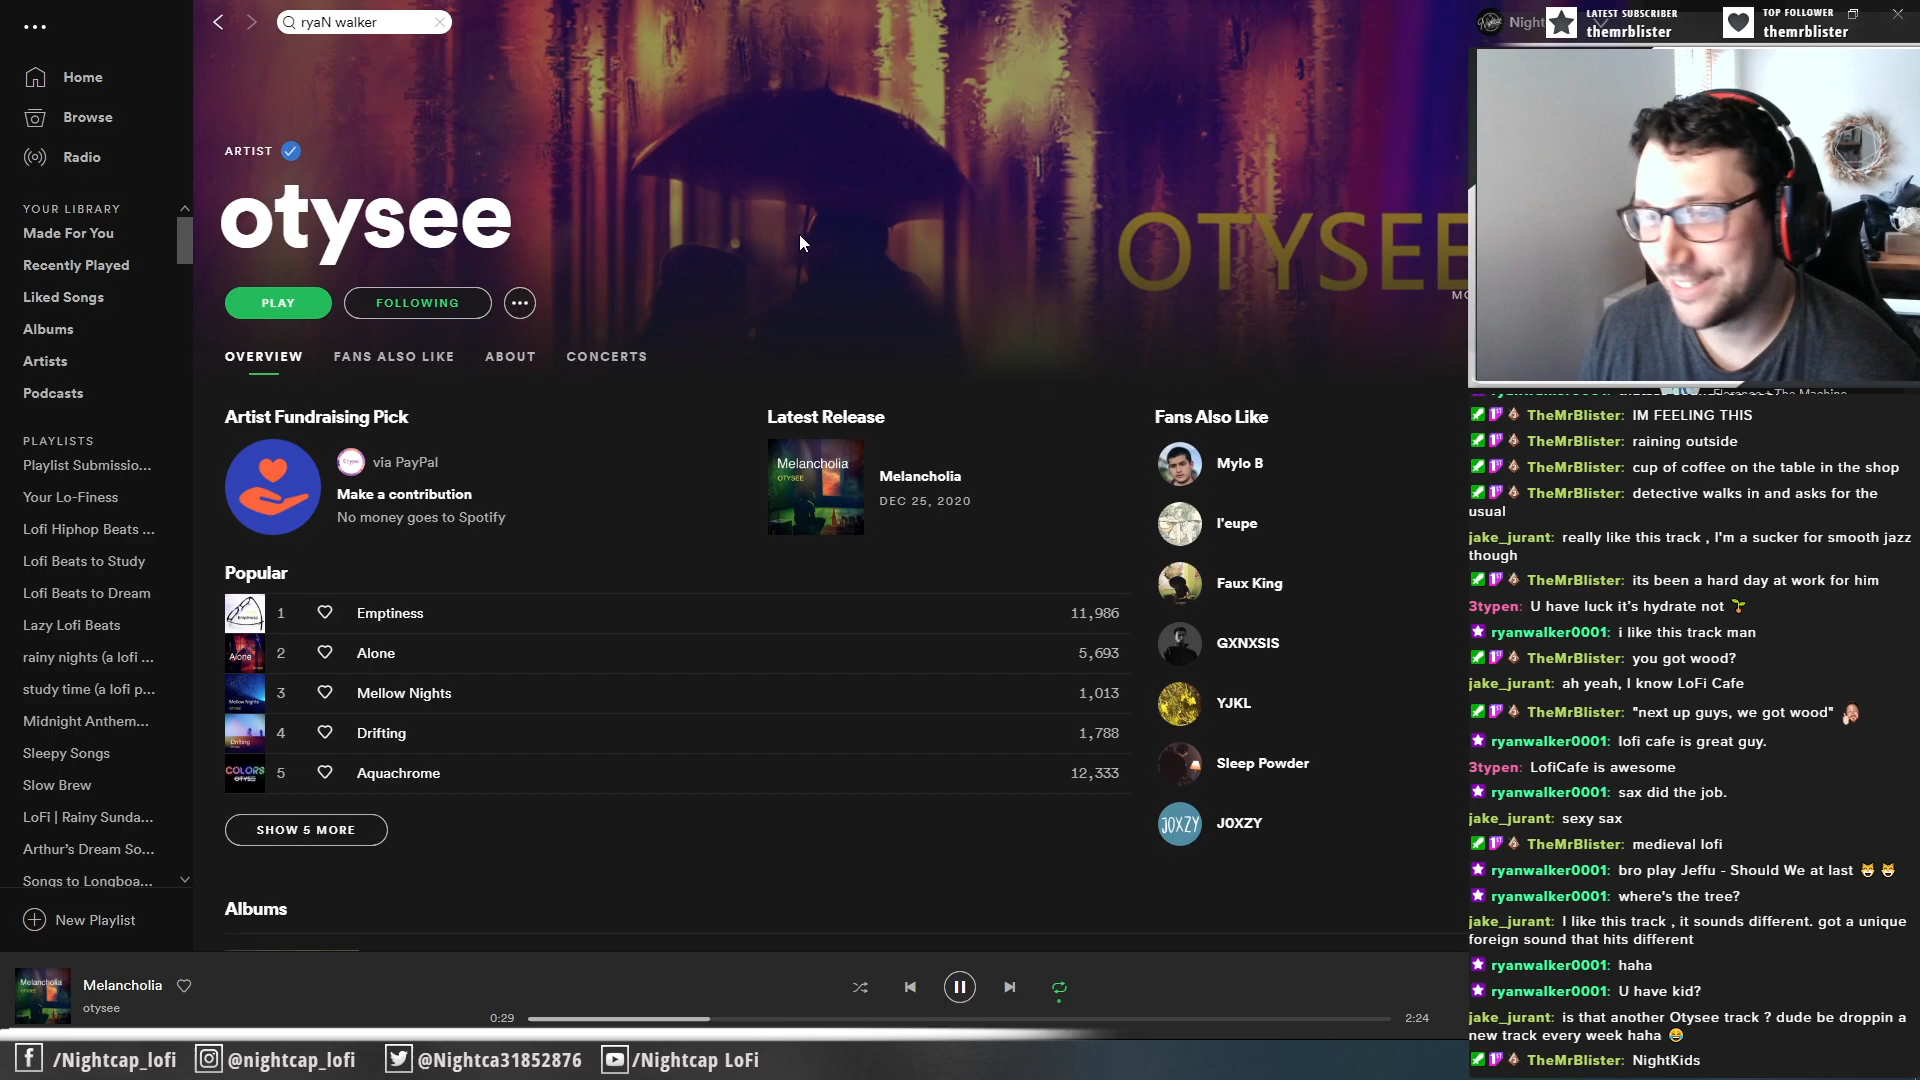 ryaN walker
Night
LATEST SUBSCRIBER
themrblister
TOP FOLLOWER
themrblister
Home
Browse
Radio
YOUR LIBRARY
Made For You
Recently Played
Liked Songs
Albums
Artists
Podcasts
PLAYLISTS
Playlist Submissio...
Your Lo-Finess
Lofi Hiphop Beats ...
Lofi Beats to Study
Lofi Beats to Dream
Lazy Lofi Beats
rainy nights (a lofi ...
study time (a lofi p...
Midnight Anthem...
Sleepy Songs
Slow Brew
LoFi | Rainy Sunda...
Arthur's Dream So...
Songs to Longboa...
New Playlist
ARTIST
otysee
OTYSEE
PLAY
FOLLOWING
MO
OVERVIEW
FANS ALSO LIKE
ABOUT
CONCERTS
Artist Fundraising Pick
via PayPal
Make a contribution
No money goes to Spotify
Latest Release
Melancholia
OTYSEE
Melancholia
DEC 25, 2020
Fans Also Like
Mylo B
l'eupe
Faux King
GXNXSIS
YJKL
Sleep Powder
JOXZY
J0XZY
Popular
1 Emptiness 11,986
2 Alone 5,693
3 Mellow Nights 1,013
4 Drifting 1,788
5 Aquachrome 12,333
SHOW 5 MORE
Albums
TheMrBlister: IM FEELING THIS
TheMrBlister: raining outside
TheMrBlister: cup of coffee on the table in the shop
TheMrBlister: detective walks in and asks for the
usual
jake_jurant: really like this track , I'm a sucker for smooth jazz
though
TheMrBlister: its been a hard day at work for him
3typen: U have luck it's hydrate not 🌱
ryanwalker0001: i like this track man
TheMrBlister: you got wood?
jake_jurant: ah yeah, I know LoFi Cafe
TheMrBlister: "next up guys, we got wood"
ryanwalker0001: lofi cafe is great guy.
3typen: LofiCafe is awesome
ryanwalker0001: sax did the job.
jake_jurant: sexy sax
TheMrBlister: medieval lofi
ryanwalker0001: bro play Jeffu - Should We at last 😸 😸
ryanwalker0001: where's the tree?
jake_jurant: I like this track , it sounds different. got a unique
foreign sound that hits different
ryanwalker0001: haha
ryanwalker0001: U have kid?
jake_jurant: is that another Otysee track ? dude be droppin a
new track every week haha 😂
TheMrBlister: NightKids
Melancholia
otysee
0:29
2:24
/Nightcap_lofi
@nightcap_lofi
@Nightca31852876
/Nightcap LoFi